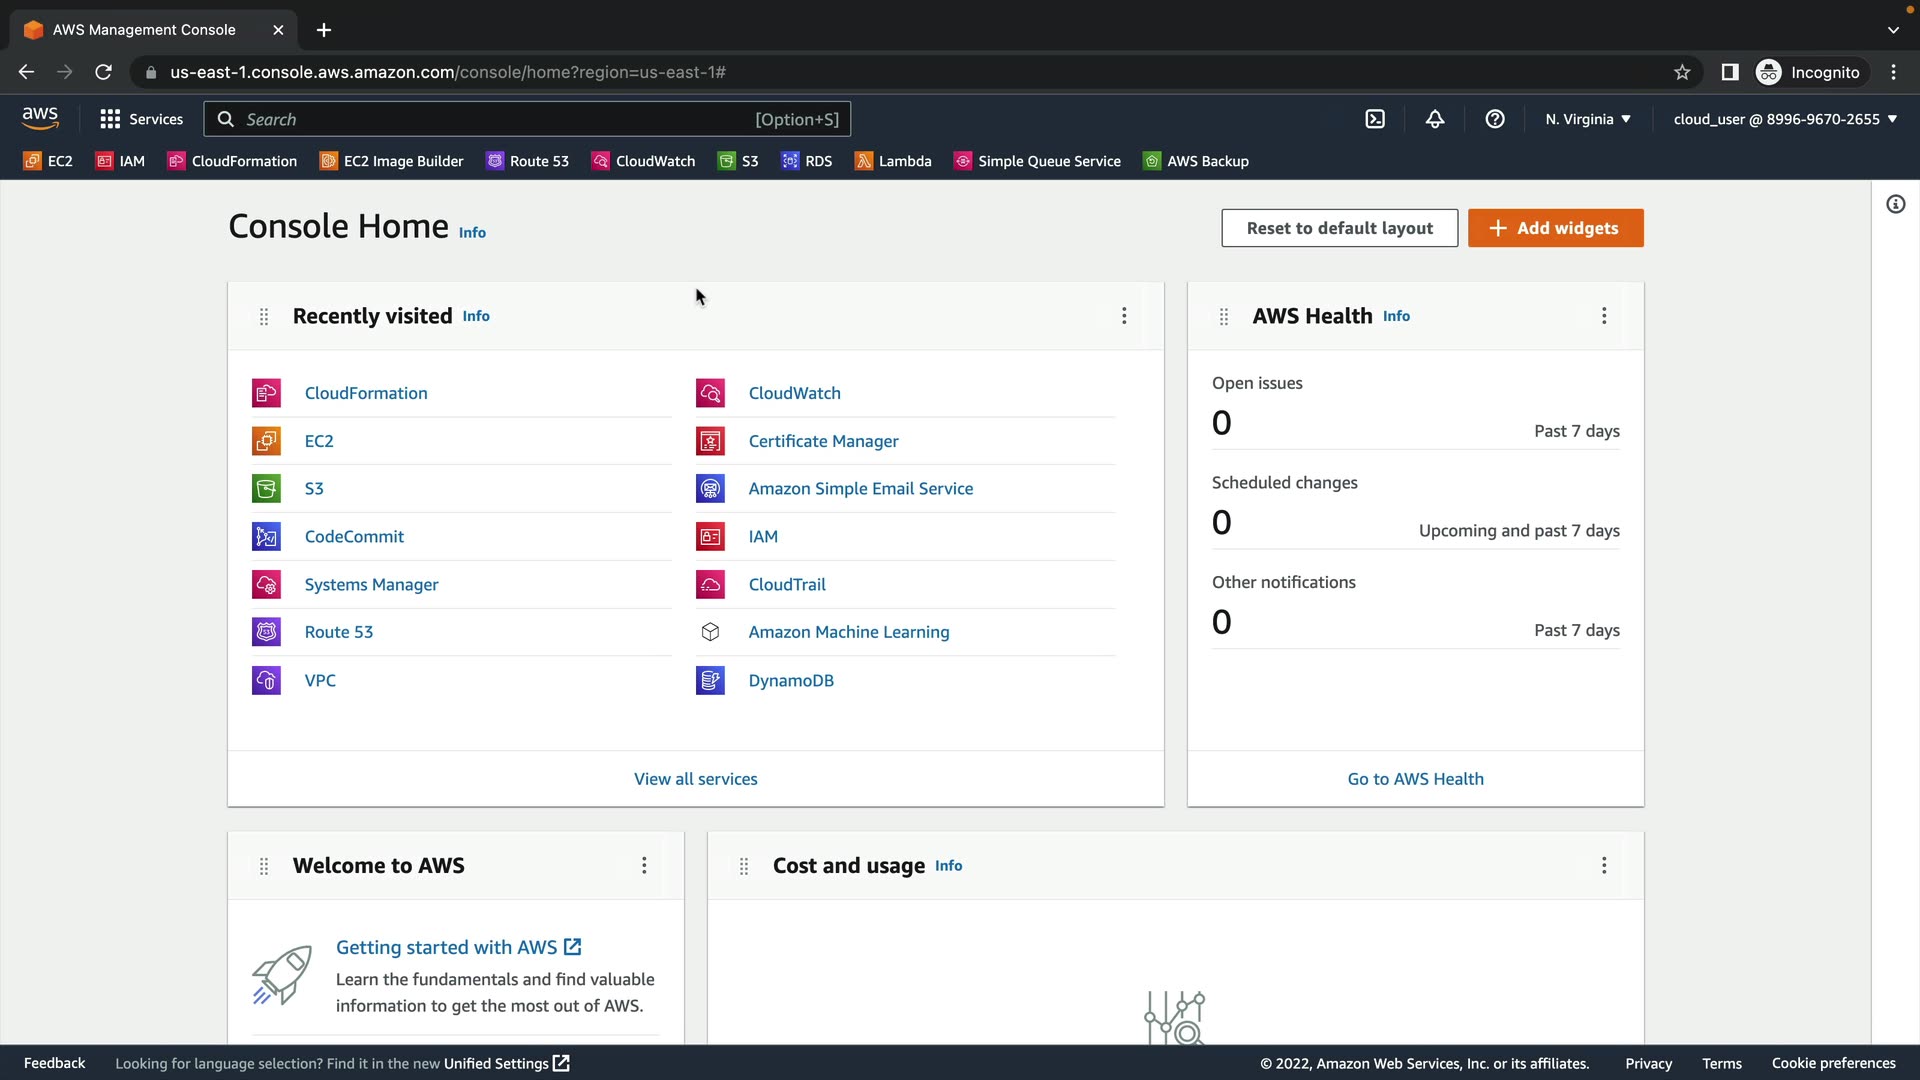 AWS Management Console
us-east-1.console.aws.amazon.com/console/home?region=us-east-1#
Incognito
aws
Services
Search
[Option+S]
N. Virginia
cloud_user @ 8996-9670-2655
EC2
IAM
CloudFormation
EC2 Image Builder
Route 53
CloudWatch
S3
RDS
Lambda
Simple Queue Service
AWS Backup
Console Home Info
Reset to default layout
Add widgets
Recently visited Info
CloudFormation
EC2
S3
CodeCommit
Systems Manager
Route 53
VPC
CloudWatch
Certificate Manager
Amazon Simple Email Service
IAM
CloudTrail
Amazon Machine Learning
DynamoDB
View all services
AWS Health Info
Open issues
0
Past 7 days
Scheduled changes
0
Upcoming and past 7 days
Other notifications
0
Past 7 days
Go to AWS Health
Welcome to AWS
Getting started with AWS
Learn the fundamentals and find valuable
information to get the most out of AWS.
Cost and usage Info
Feedback
Looking for language selection? Find it in the new Unified Settings
© 2022, Amazon Web Services, Inc. or its affiliates.
Privacy
Terms
Cookie preferences